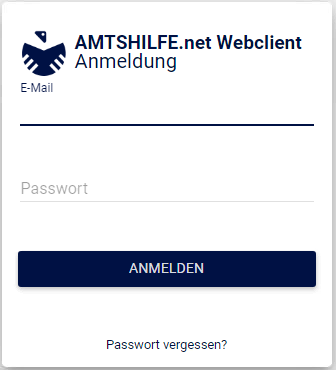 AMTSHILFE.net Webclient
Anmeldung
E-Mail
Passwort
ANMELDEN
Passwort vergessen?